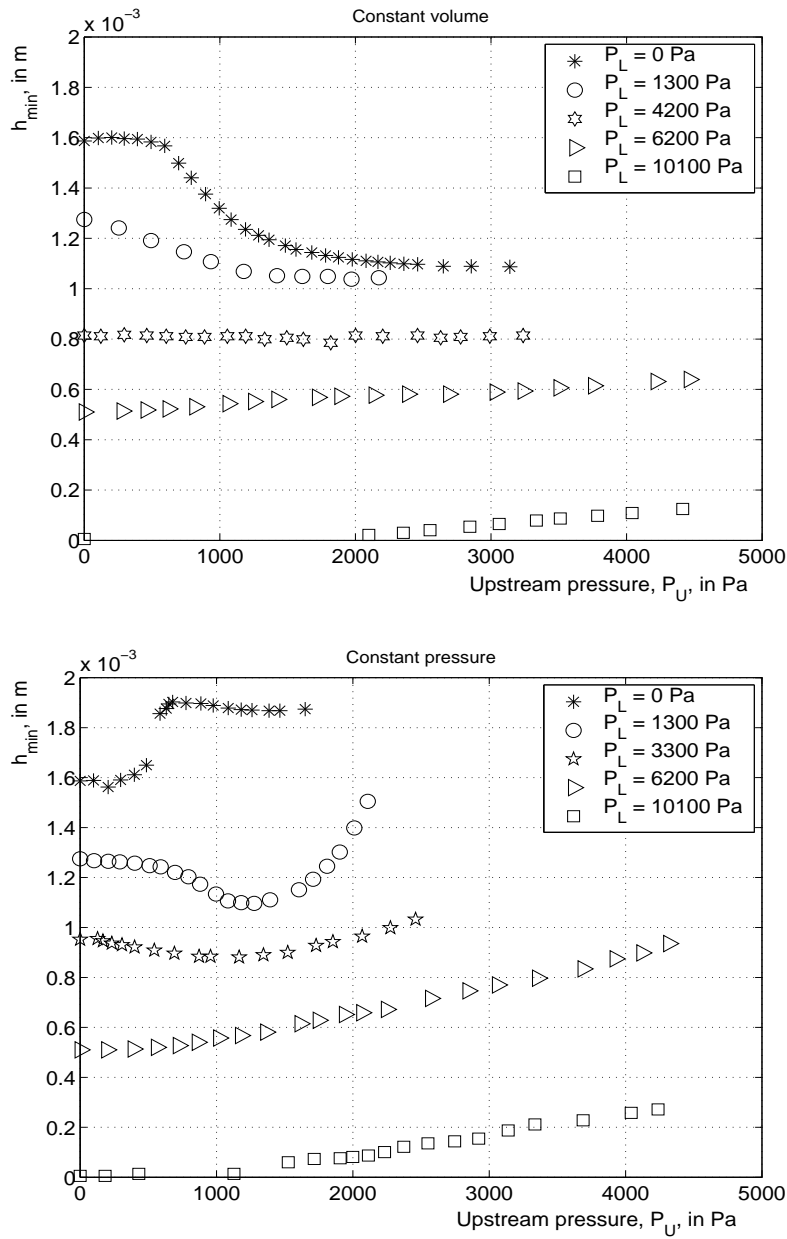 Constant volume
x 10⁻³
h_min, in m
2
1.8
1.6
1.4
1.2
1
0.8
0.6
0.4
0.2
0
0
1000
2000
3000
4000
5000
Upstream pressure, P_U, in Pa
P_L = 0 Pa
P_L = 1300 Pa
P_L = 4200 Pa
P_L = 6200 Pa
P_L = 10100 Pa
Constant pressure
x 10⁻³
h_min, in m
2
1.8
1.6
1.4
1.2
1
0.8
0.6
0.4
0.2
0
0
1000
2000
3000
4000
5000
Upstream pressure, P_U, in Pa
P_L = 0 Pa
P_L = 1300 Pa
P_L = 3300 Pa
P_L = 6200 Pa
P_L = 10100 Pa